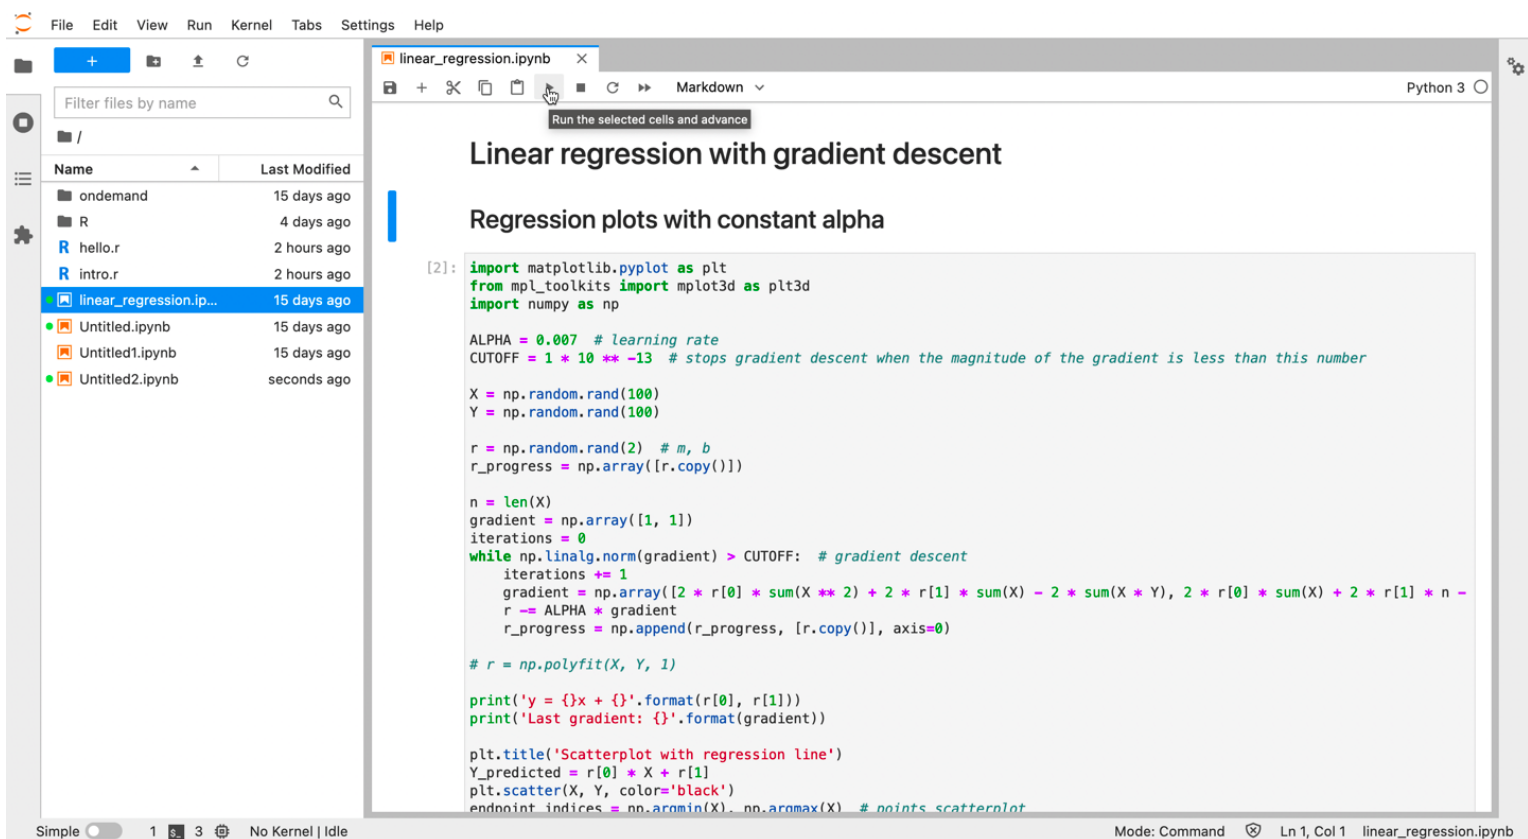 File Edit View Run Kernel Tabs Settings Help
+
Filter files by name
/
Name Last Modified
ondemand 15 days ago
R 4 days ago
R hello.r 2 hours ago
R intro.r 2 hours ago
linear_regression.ip... 15 days ago
Untitled.ipynb 15 days ago
Untitled1.ipynb 15 days ago
Untitled2.ipynb seconds ago
linear_regression.ipynb
Markdown Python 3
Run the selected cells and advance
Linear regression with gradient descent
Regression plots with constant alpha
[2]: import matplotlib.pyplot as plt
from mpl_toolkits import mplot3d as plt3d
import numpy as np
ALPHA = 0.007  # learning rate
CUTOFF = 1 * 10 ** -13  # stops gradient descent when the magnitude of the gradient is less than this number
X = np.random.rand(100)
Y = np.random.rand(100)
r = np.random.rand(2)  # m, b
r_progress = np.array([r.copy()])
n = len(X)
gradient = np.array([1, 1])
iterations = 0
while np.linalg.norm(gradient) > CUTOFF:  # gradient descent
    iterations += 1
    gradient = np.array([2 * r[0] * sum(X ** 2) + 2 * r[1] * sum(X) - 2 * sum(X * Y), 2 * r[0] * sum(X) + 2 * r[1] * n -
    r -= ALPHA * gradient
    r_progress = np.append(r_progress, [r.copy()], axis=0)
# r = np.polyfit(X, Y, 1)
print('y = {}x + {}'.format(r[0], r[1]))
print('Last gradient: {}'.format(gradient))
plt.title('Scatterplot with regression line')
Y_predicted = r[0] * X + r[1]
plt.scatter(X, Y, color='black')
endpoint_indices = np.argmin(X), np.argmax(X)  # points scatterplot
Simple 1 $_ 3 No Kernel | Idle Mode: Command Ln 1, Col 1 linear_regression.ipynb